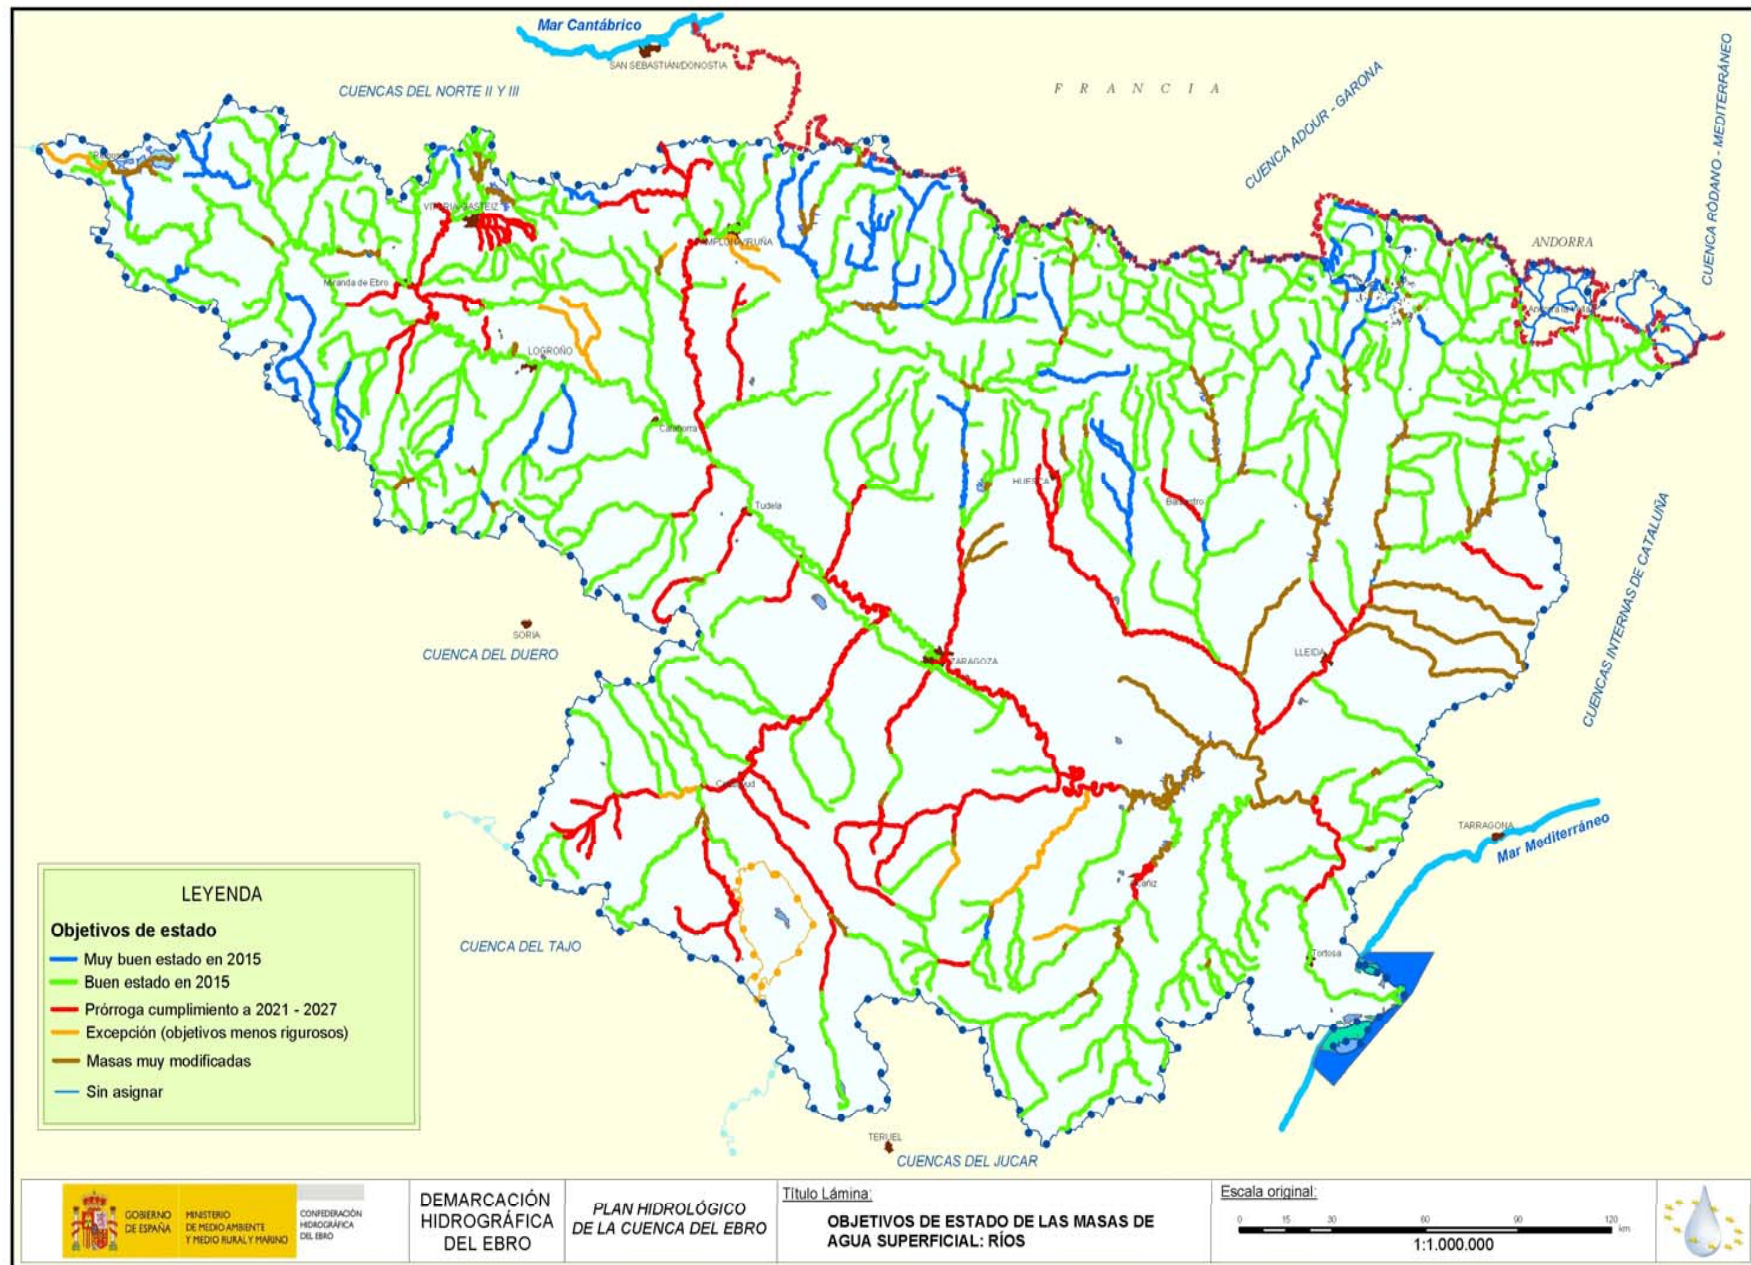 Mar Cantábrico
SAN SEBASTIÁN/DONOSTIA
CUENCAS DEL NORTE II Y III
F R A N C I A
CUENCA ADOUR - GARONA
CUENCA RÓDANO - MEDITERRÁNEO
VITORIA-GASTEIZ
ANDORRA
Miranda de Ebro
LOGROÑO
Calahorra
HUESCA
Tudela
SORIA
CUENCA DEL DUERO
ZARAGOZA
LLEIDA
CUENCAS INTERNAS DE CATALUÑA
TARRAGONA
Mar Mediterráneo
CUENCA DEL TAJO
Tortosa
TERUEL
CUENCAS DEL JUCAR
LEYENDA
Objetivos de estado
Muy buen estado en 2015
Buen estado en 2015
Prórroga cumplimiento a 2021 - 2027
Excepción (objetivos menos rigurosos)
Masas muy modificadas
Sin asignar
GOBIERNO
DE ESPAÑA
MINISTERIO
DE MEDIO AMBIENTE
Y MEDIO RURAL Y MARINO
CONFEDERACIÓN
HIDROGRÁFICA
DEL EBRO
DEMARCACIÓN
HIDROGRÁFICA
DEL EBRO
PLAN HIDROLÓGICO
DE LA CUENCA DEL EBRO
Título Lámina:
OBJETIVOS DE ESTADO DE LAS MASAS DE
AGUA SUPERFICIAL: RÍOS
Escala original:
0 15 30 60 90 120
km
1:1.000.000